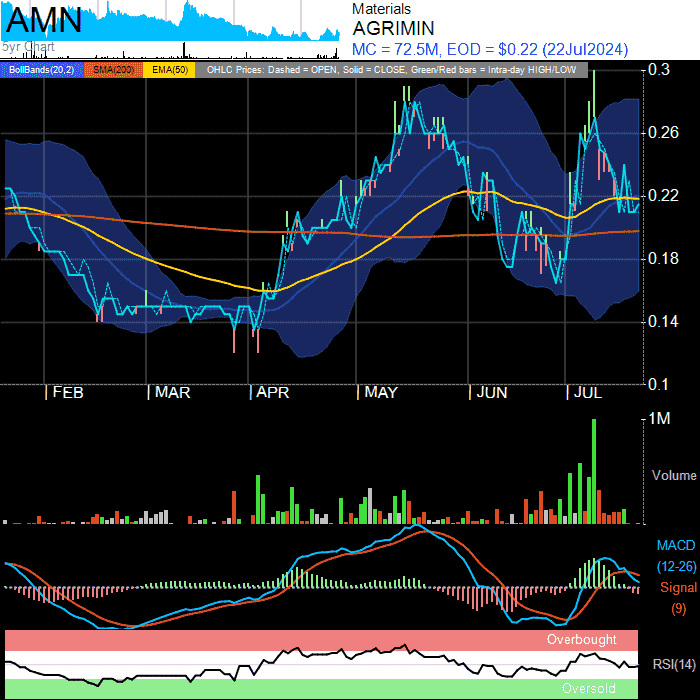 AMN
Materials
AGRIMIN
MC = 72.5M, EOD = $0.22 (22Jul2024)
5yr Chart
BollBands(20,2) SMA(200) EMA(50) OHLC Prices: Dashed = OPEN, Solid = CLOSE, Green/Red bars = Intra-day HIGH/LOW
0.3
0.26
0.22
0.18
0.14
0.1
FEB MAR APR MAY JUN JUL
1M
Volume
MACD
(12-26)
Signal
(9)
Overbought
RSI(14)
Oversold